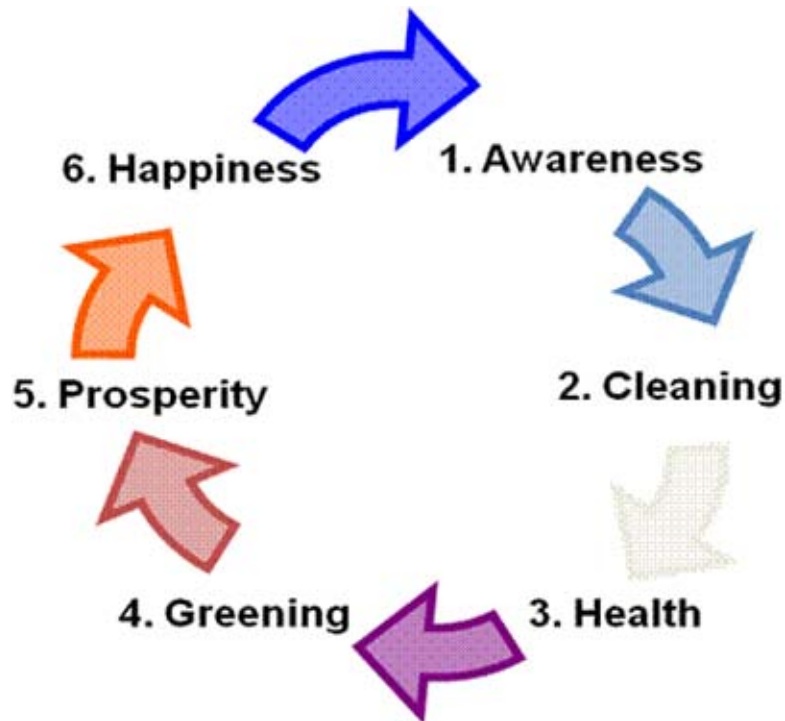 1. Awareness
2. Cleaning
3. Health
4. Greening
5. Prosperity
6. Happiness